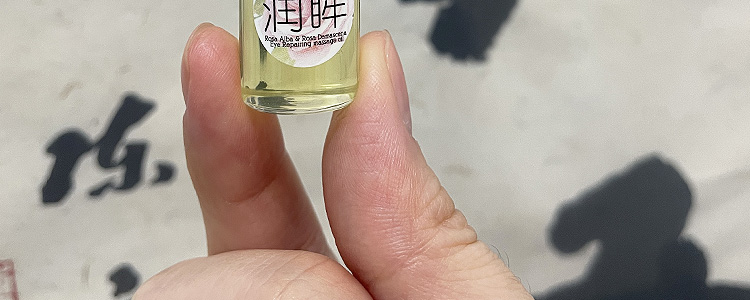 润眸
Rosa Alba & Rosa Damascena
Eye Repairing massage oil